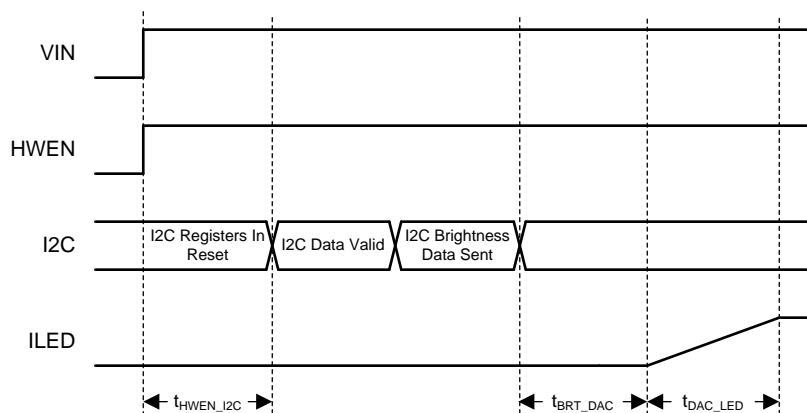 VIN
HWEN
I2C
I2C Registers In
Reset
I2C Data Valid
I2C Brightness
Data Sent
ILED
tHWEN_I2C
tBRT_DAC
tDAC_LED